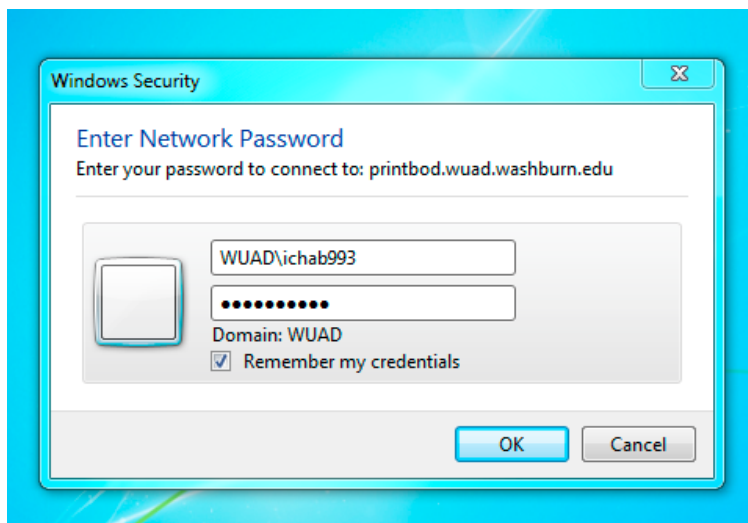 Windows Security
Enter Network Password
Enter your password to connect to: printbod.wuad.washburn.edu
WUAD\ichab993
●●●●●●●●●●
Domain: WUAD
Remember my credentials
OK
Cancel